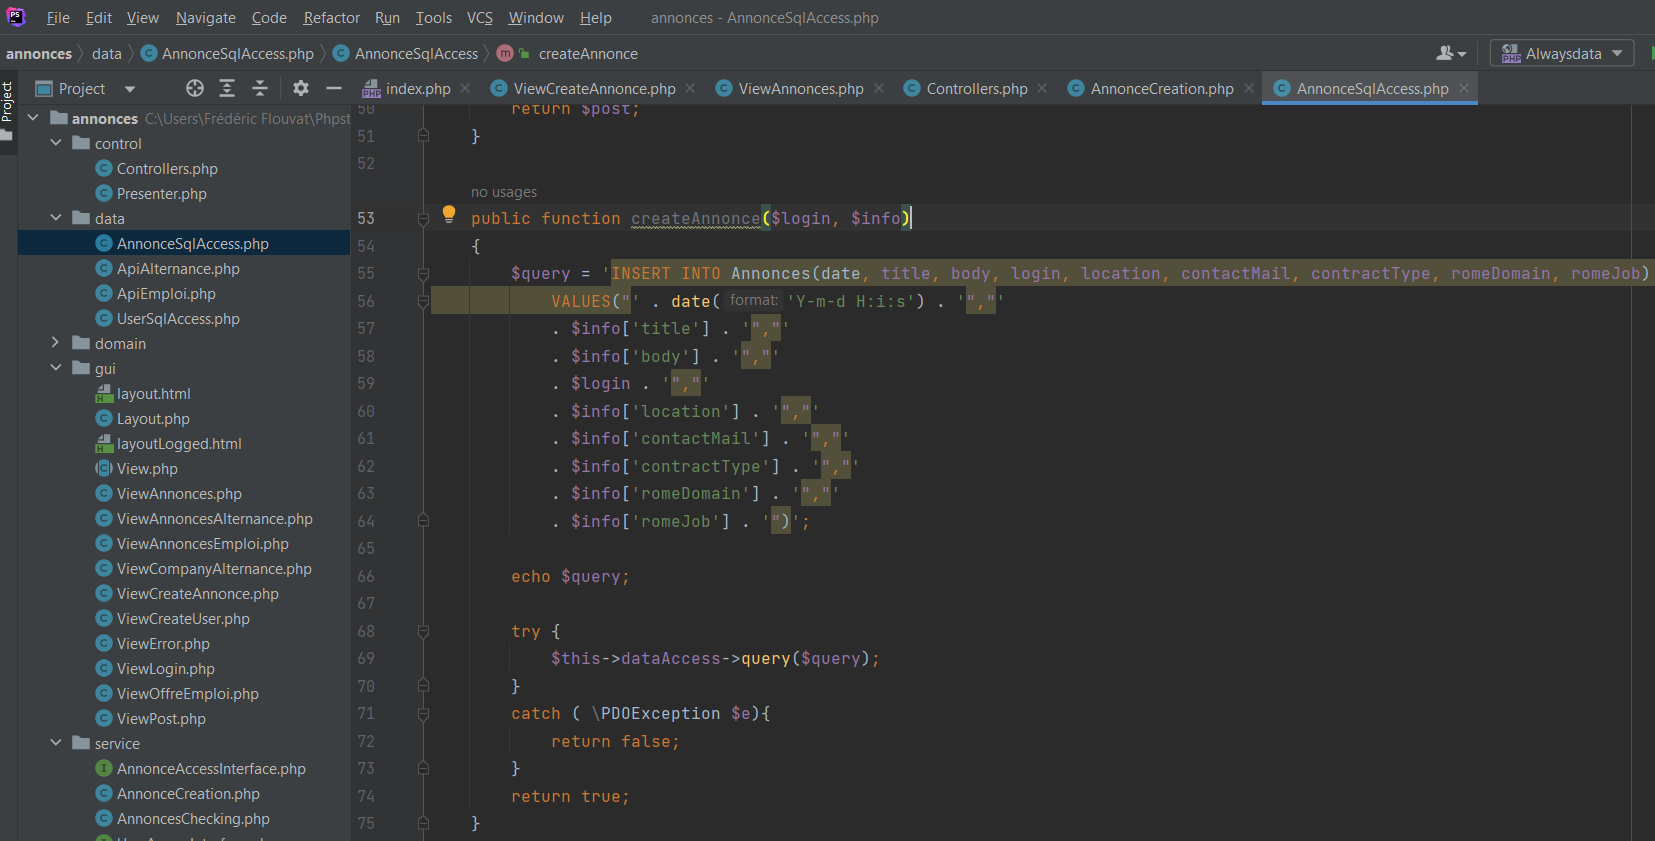 PS File Edit View Navigate Code Refactor Run Tools VCS Window Help annonces - AnnonceSqlAccess.php
annonces data C AnnonceSqlAccess.php C AnnonceSqlAccess m createAnnonce PHP Alwaysdata
Project
Project
PHP index.php C ViewCreateAnnonce.php C ViewAnnonces.php C Controllers.php C AnnonceCreation.php C AnnonceSqlAccess.php
annonces C:\Users\Frédéric Flouvat\Phpst
control
C Controllers.php
C Presenter.php
data
C AnnonceSqlAccess.php
C ApiAlternance.php
C ApiEmploi.php
C UserSqlAccess.php
domain
gui
H layout.html
C Layout.php
H layoutLogged.html
C View.php
C ViewAnnonces.php
C ViewAnnoncesAlternance.php
C ViewAnnoncesEmploi.php
C ViewCompanyAlternance.php
C ViewCreateAnnonce.php
C ViewCreateUser.php
C ViewError.php
C ViewLogin.php
C ViewOffreEmploi.php
C ViewPost.php
service
I AnnonceAccessInterface.php
C AnnonceCreation.php
C AnnoncesChecking.php
50 return $post;
51 }
52
no usages
53 public function createAnnonce($login, $info)
54 {
55 $query = 'INSERT INTO Annonces(date, title, body, login, location, contactMail, contractType, romeDomain, romeJob)
56 VALUES("' . date( format: 'Y-m-d H:i:s') . '","'
57 . $info['title'] . '","'
58 . $info['body'] . '","'
59 . $login . '","'
60 . $info['location'] . '","'
61 . $info['contactMail'] . '","'
62 . $info['contractType'] . '","'
63 . $info['romeDomain'] . '","'
64 . $info['romeJob'] . '")';
65
66 echo $query;
67
68 try {
69 $this->dataAccess->query($query);
70 }
71 catch ( \PDOException $e){
72 return false;
73 }
74 return true;
75 }